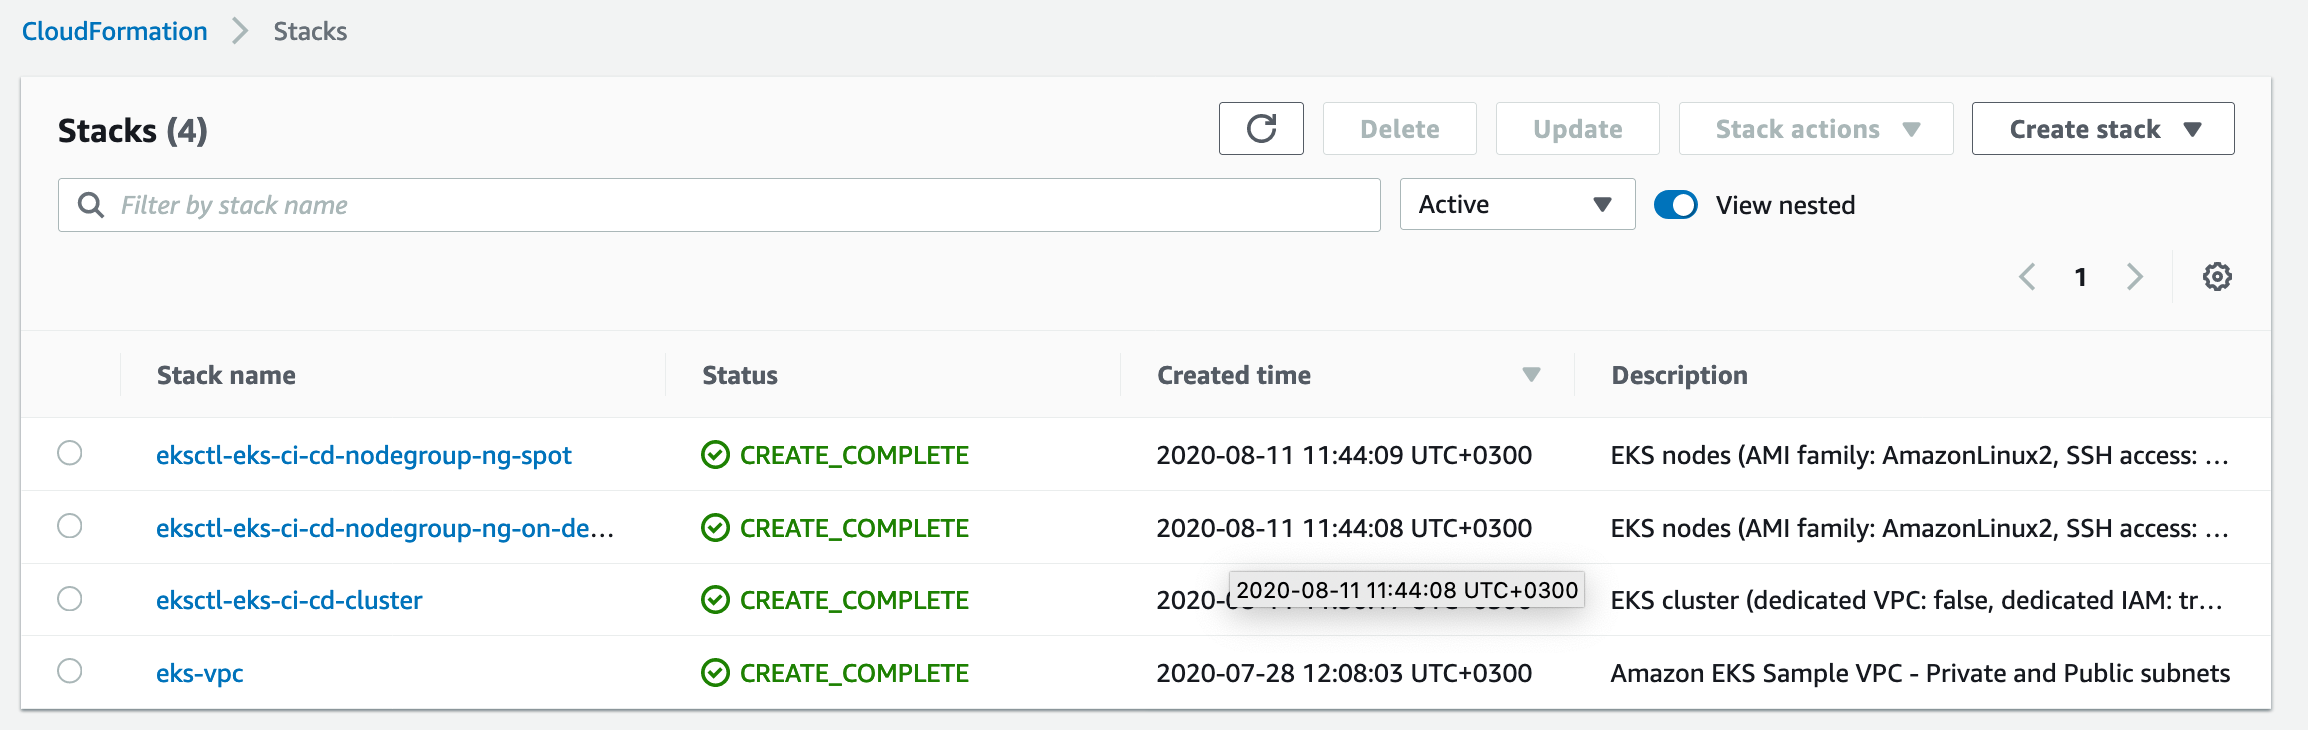 CloudFormation > Stacks
Stacks (4)
Delete Update Stack actions Create stack
Filter by stack name Active View nested
1
Stack name Status Created time Description
eksctl-eks-ci-cd-nodegroup-ng-spot CREATE_COMPLETE 2020-08-11 11:44:09 UTC+0300 EKS nodes (AMI family: AmazonLinux2, SSH access: …
eksctl-eks-ci-cd-nodegroup-ng-on-de… CREATE_COMPLETE 2020-08-11 11:44:08 UTC+0300 EKS nodes (AMI family: AmazonLinux2, SSH access: …
2020-08-11 11:44:08 UTC+0300
eksctl-eks-ci-cd-cluster CREATE_COMPLETE EKS cluster (dedicated VPC: false, dedicated IAM: tr…
eks-vpc CREATE_COMPLETE 2020-07-28 12:08:03 UTC+0300 Amazon EKS Sample VPC - Private and Public subnets